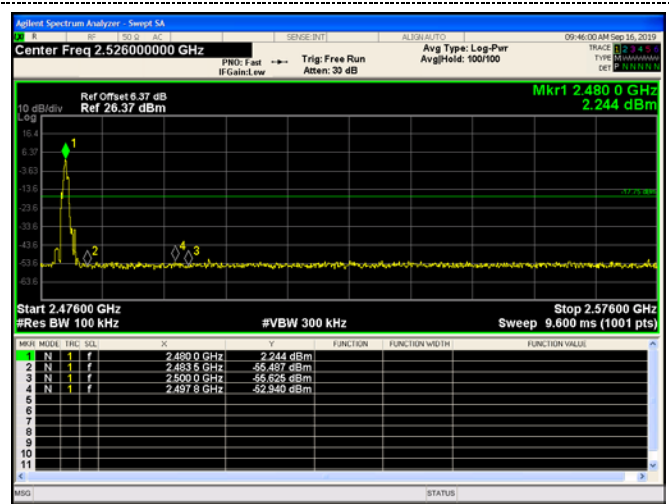 Agilent Spectrum Analyzer - Swept SA
R RF 50 Ω AC SENSE:INT ALIGN AUTO 09:46:00 AM Sep 16, 2019
Center Freq 2.526000000 GHz Avg Type: Log-Pwr TRACE 1 2 3 4 5 6
PNO: Fast Trig: Free Run Avg|Hold: 100/100 TYPE M
IFGain:Low Atten: 30 dB DET P N N N N N
Ref Offset 6.37 dB Mkr1 2.480 0 GHz
10 dB/div Ref 26.37 dBm 2.244 dBm
Log
16.4
1
6.37
-3.63
-13.6
-17.75 dBm
-23.6
-33.6
-43.6
2 4 3
-53.6
-63.6
Start 2.47600 GHz Stop 2.57600 GHz
#Res BW 100 kHz #VBW 300 kHz Sweep 9.600 ms (1001 pts)
MKR MODE TRC SCL X Y FUNCTION FUNCTION WIDTH FUNCTION VALUE
1 N 1 f 2.480 0 GHz 2.244 dBm
2 N 1 f 2.483 5 GHz -55.487 dBm
3 N 1 f 2.500 0 GHz -55.625 dBm
4 N 1 f 2.497 8 GHz -52.940 dBm
5
6
7
8
9
10
11
MSG STATUS